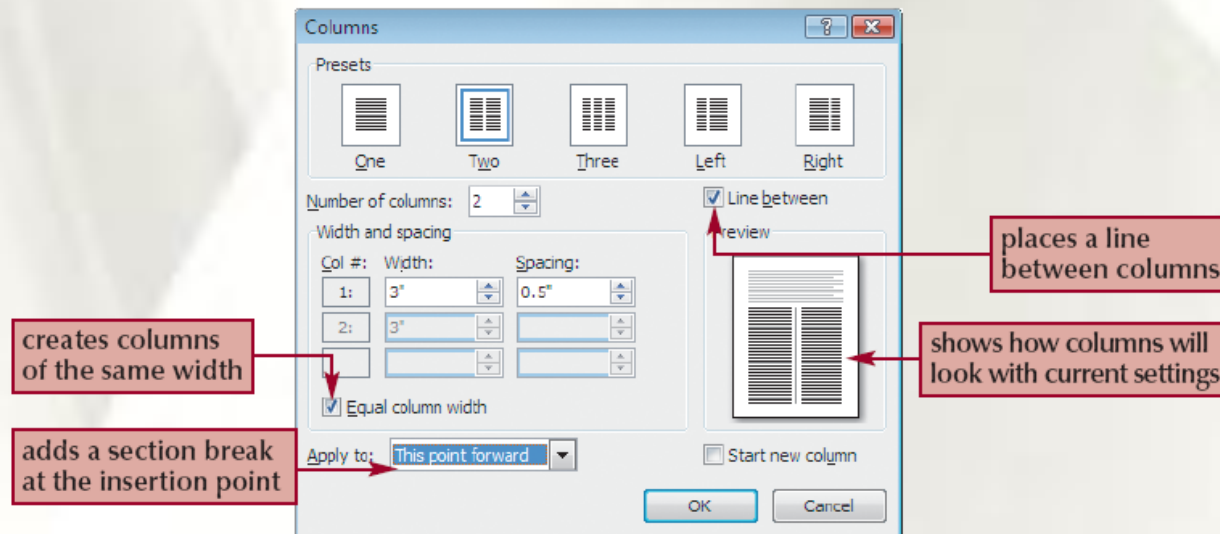 Columns
Presets
One Two Three Left Right
Number of columns: 2
Line between
Width and spacing
Preview
Col #: Width: Spacing:
1: 3" 0.5"
2: 3"
Equal column width
Apply to: This point forward
Start new column
OK Cancel
places a line
between columns
creates columns
of the same width
shows how columns will
look with current settings
adds a section break
at the insertion point